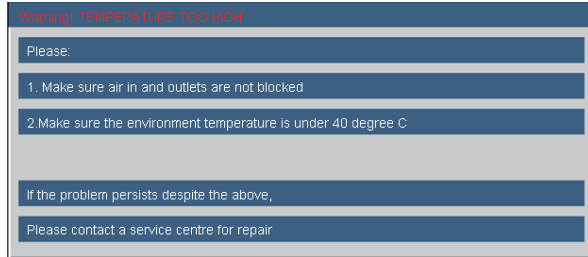 Warning! TEMPERATURE TOO HIGH
Please:
1. Make sure air in and outlets are not blocked
2.Make sure the environment temperature is under 40 degree C
If the problem persists despite the above,
Please contact a service centre for repair